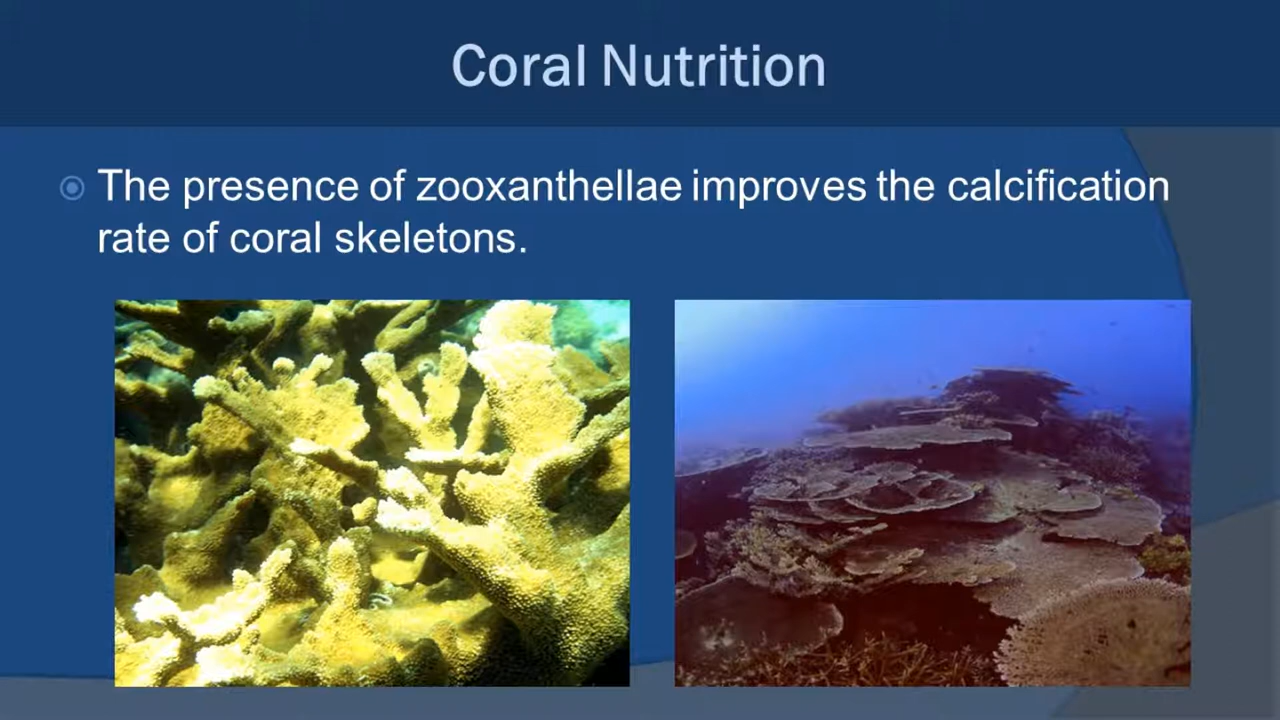 Coral Nutrition
The presence of zooxanthellae improves the calcification
rate of coral skeletons.